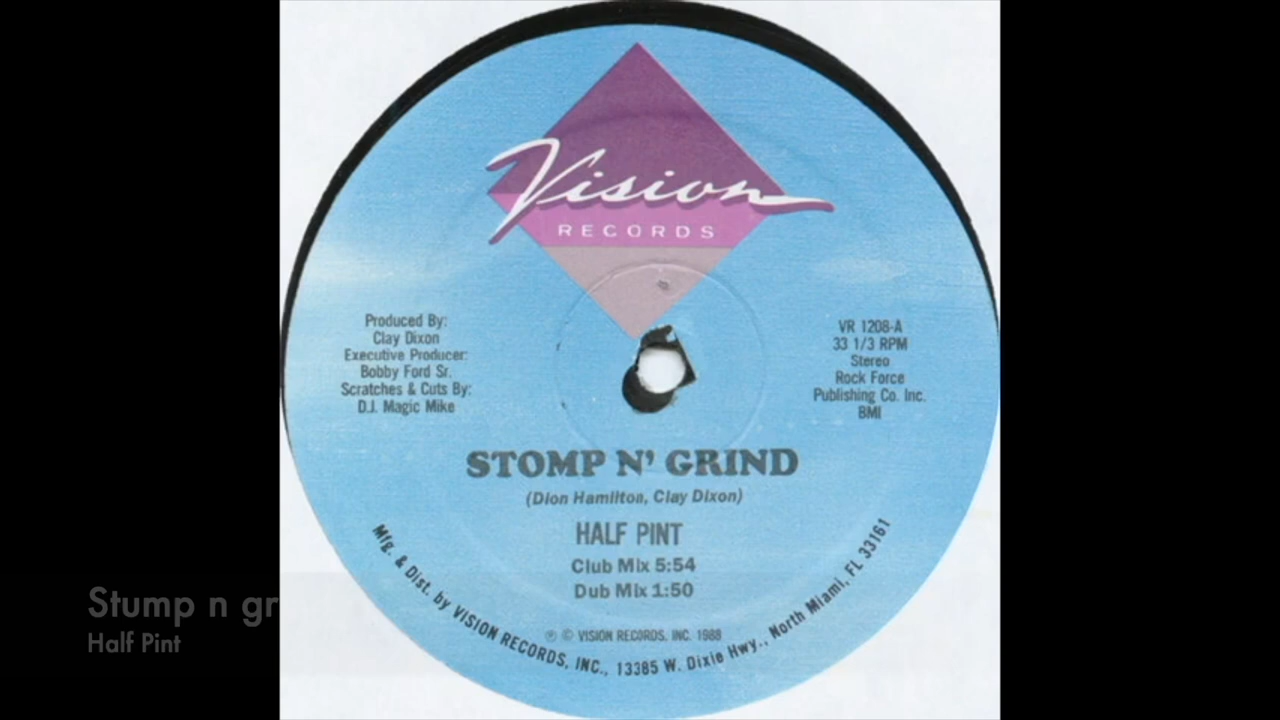 Vision
RECORDS
Produced By:
Clay Dixon
Executive Producer:
Bobby Ford Sr.
Scratches & Cuts By:
D.J. Magic Mike
VR 1208-A
33 1/3 RPM
Stereo
Rock Force
Publishing Co. Inc.
BMI
STOMP N' GRIND
(Dion Hamilton, Clay Dixon)
HALF PINT
Club Mix 5:54
Dub Mix 1:50
℗ © VISION RECORDS, INC. 1988
Mfg. & Dist. by VISION RECORDS, INC., 13385 W. Dixie Hwy., North Miami, FL 33161
Stump n gr
Half Pint